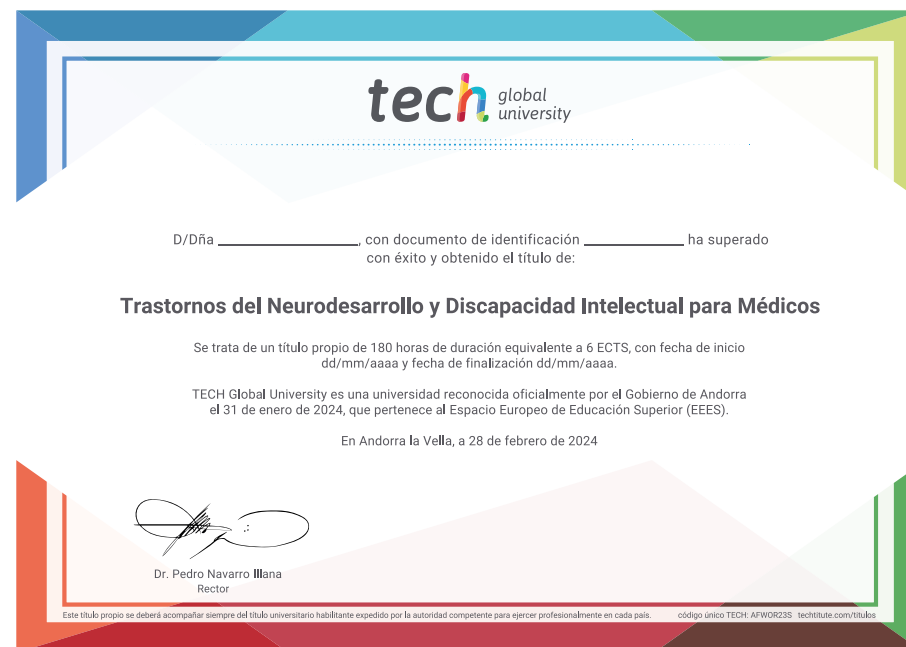 tech global university
D/Dña ____________________, con documento de identificación ______________ ha superado
con éxito y obtenido el título de:
Trastornos del Neurodesarrollo y Discapacidad Intelectual para Médicos
Se trata de un título propio de 180 horas de duración equivalente a 6 ECTS, con fecha de inicio
dd/mm/aaaa y fecha de finalización dd/mm/aaaa.
TECH Global University es una universidad reconocida oficialmente por el Gobierno de Andorra
el 31 de enero de 2024, que pertenece al Espacio Europeo de Educación Superior (EEES).
En Andorra la Vella, a 28 de febrero de 2024
Dr. Pedro Navarro Illana
Rector
Este título propio se deberá acompañar siempre del título universitario habilitante expedido por la autoridad competente para ejercer profesionalmente en cada país. código único TECH: AFWOR23S techtitute.com/titulos